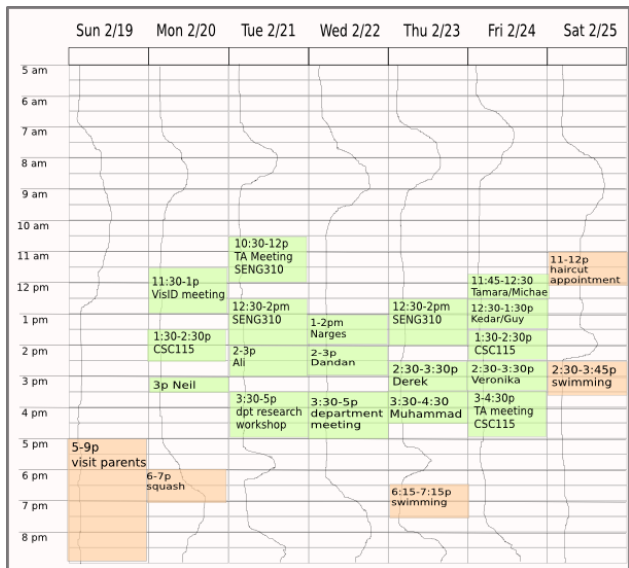 Sun 2/19 Mon 2/20 Tue 2/21 Wed 2/22 Thu 2/23 Fri 2/24 Sat 2/25
5 am
6 am
7 am
8 am
9 am
10 am
11 am
12 pm
1 pm
2 pm
3 pm
4 pm
5 pm
6 pm
7 pm
8 pm
5-9p
visit parents
11:30-1p
VisID meeting
1:30-2:30p
CSC115
3p Neil
6-7p
squash
10:30-12p
TA Meeting
SENG310
12:30-2pm
SENG310
2-3p
Ali
3:30-5p
dpt research
workshop
1-2pm
Narges
2-3p
Dandan
3:30-5p
department
meeting
12:30-2pm
SENG310
2:30-3:30p
Derek
3:30-4:30
Muhammad
6:15-7:15p
swimming
11:45-12:30
Tamara/Michae
12:30-1:30p
Kedar/Guy
1:30-2:30p
CSC115
2:30-3:30p
Veronika
3-4:30p
TA meeting
CSC115
11-12p
haircut
appointment
2:30-3:45p
swimming